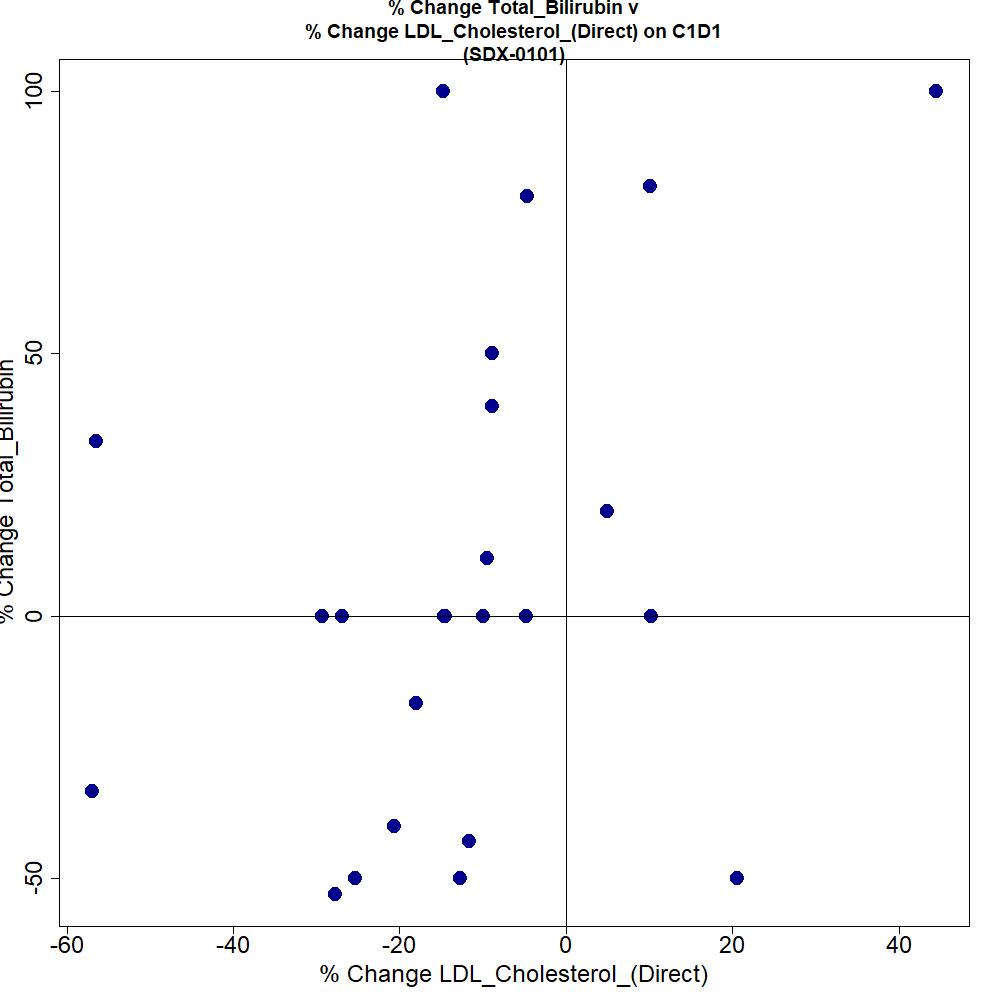 % Change Total_Bilirubin v
% Change LDL_Cholesterol_(Direct) on C1D1
(SDX-0101)
% Change Total_Bilirubin
100
50
0
-50
-60
-40
-20
0
20
40
% Change LDL_Cholesterol_(Direct)